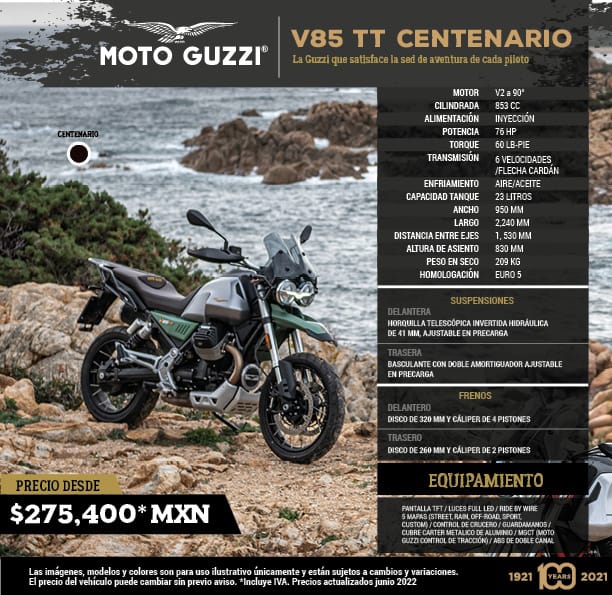 MOTO GUZZI®
V85 TT CENTENARIO
La Guzzi que satisface la sed de aventura de cada piloto
CENTENARIO
MOTOR V2 a 90°
CILINDRADA 853 CC
ALIMENTACIÓN INYECCIÓN
POTENCIA 76 HP
TORQUE 60 LB-PIE
TRANSMISIÓN 6 VELOCIDADES
/FLECHA CARDÁN
ENFRIAMIENTO AIRE/ACEITE
CAPACIDAD TANQUE 23 LITROS
ANCHO 950 MM
LARGO 2,240 MM
DISTANCIA ENTRE EJES 1, 530 MM
ALTURA DE ASIENTO 830 MM
PESO EN SECO 209 KG
HOMOLOGACIÓN EURO 5
SUSPENSIONES
DELANTERA
HORQUILLA TELESCÓPICA INVERTIDA HIDRÁULICA
DE 41 MM, AJUSTABLE EN PRECARGA
TRASERA
BASCULANTE CON DOBLE AMORTIGUADOR AJUSTABLE
EN PRECARGA
FRENOS
DELANTERO
DISCO DE 320 MM Y CÁLIPER DE 4 PISTONES
TRASERO
DISCO DE 260 MM Y CÁLIPER DE 2 PISTONES
EQUIPAMIENTO
PANTALLA TFT / LUCES FULL LED / RIDE BY WIRE
5 MAPAS (STREET, RAIN, OFF-ROAD, SPORT,
CUSTOM) / CONTROL DE CRUCERO / GUARDAMANOS /
CUBRE CARTER METALICO DE ALUMINIO / MGCT (MOTO
GUZZI CONTROL DE TRACCIÓN) / ABS DE DOBLE CANAL
PRECIO DESDE
$275,400* MXN
Las imágenes, modelos y colores son para uso ilustrativo únicamente y están sujetos a cambios y variaciones.
El precio del vehículo puede cambiar sin previo aviso. *Incluye IVA. Precios actualizados junio 2022
1921 100 YEARS 2021